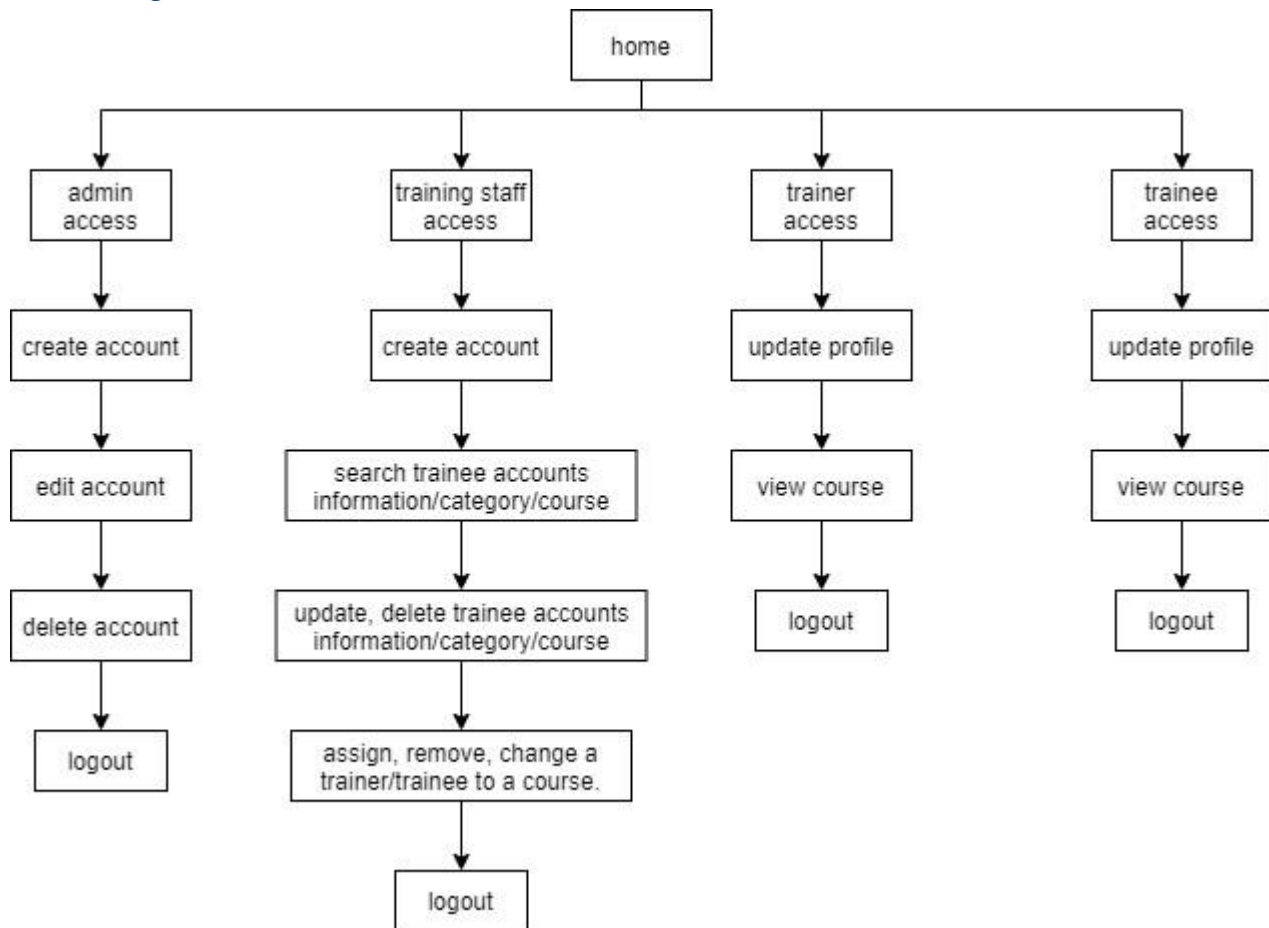 home
admin
access
training staff
access
trainer
access
trainee
access
create account
create account
update profile
update profile
edit account
search trainee accounts
information/category/course
view course
view course
delete account
update, delete trainee accounts
information/category/course
logout
logout
logout
assign, remove, change a
trainer/trainee to a course.
logout